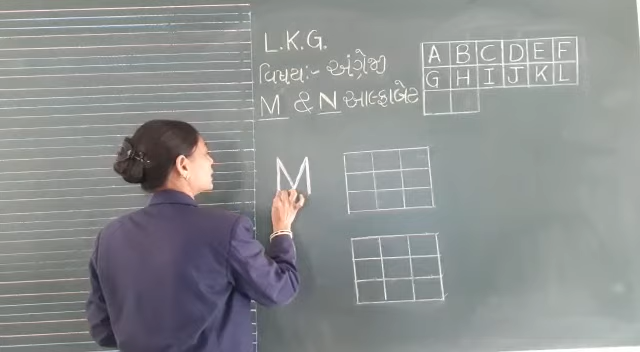 L.K.G.
વિષય:- અંગ્રેજી
M & N આલ્ફાબેટ
A B C D E F
G H I J K L
M